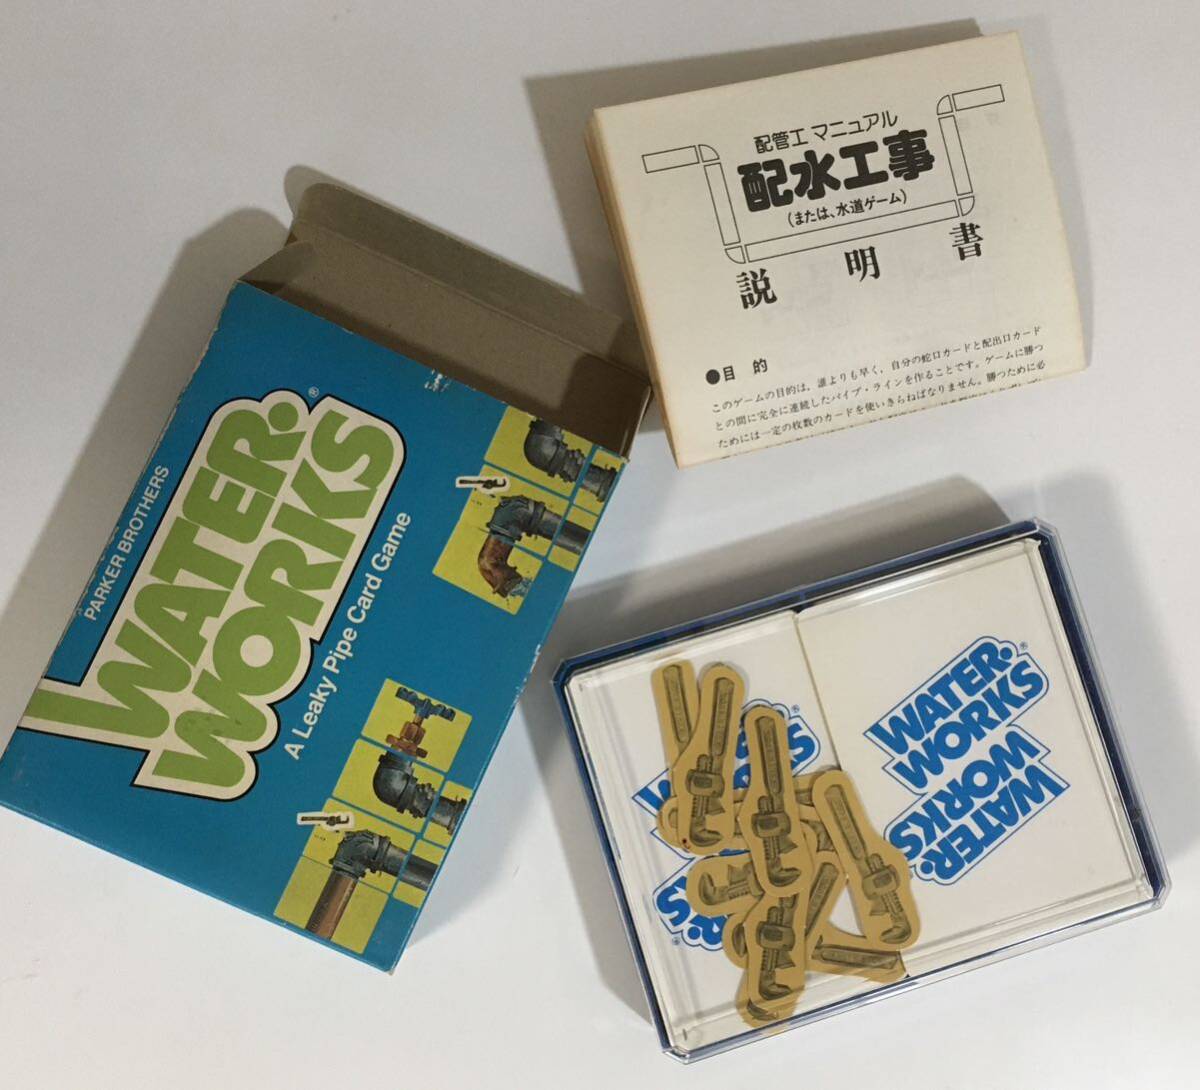 PARKER BROTHERS
WATER
WORKS®
A Leaky Pipe Card Game
配管工マニュアル
配水工事
(または、水道ゲーム)
説明書
●目的
このゲームの目的は、誰よりも早く、自分の蛇口カードと配出口カード
との間に完全に連続したパイプ・ラインを作ることです。ゲームに勝つ
ためには一定の枚数のカードを使いきらねばなりません。勝つために必
WATER
WORKS®
WATER
WORKS
ORKS®
WATER
WORKS®